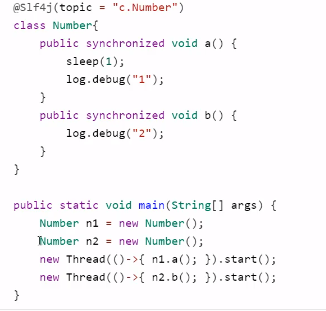 @Slf4j(topic = "c.Number")
class Number{
    public synchronized void a() {
        sleep(1);
        log.debug("1");
    }
    public synchronized void b() {
        log.debug("2");
    }
}

public static void main(String[] args) {
    Number n1 = new Number();
    Number n2 = new Number();
    new Thread(()->{ n1.a(); }).start();
    new Thread(()->{ n2.b(); }).start();
}